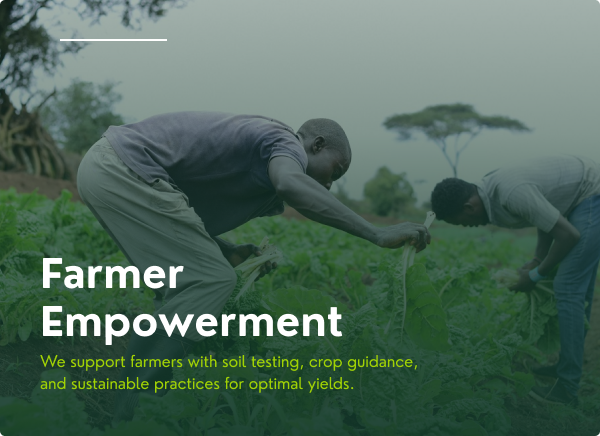 Farmer
Empowerment
We support farmers with soil testing, crop guidance,
and sustainable practices for optimal yields.